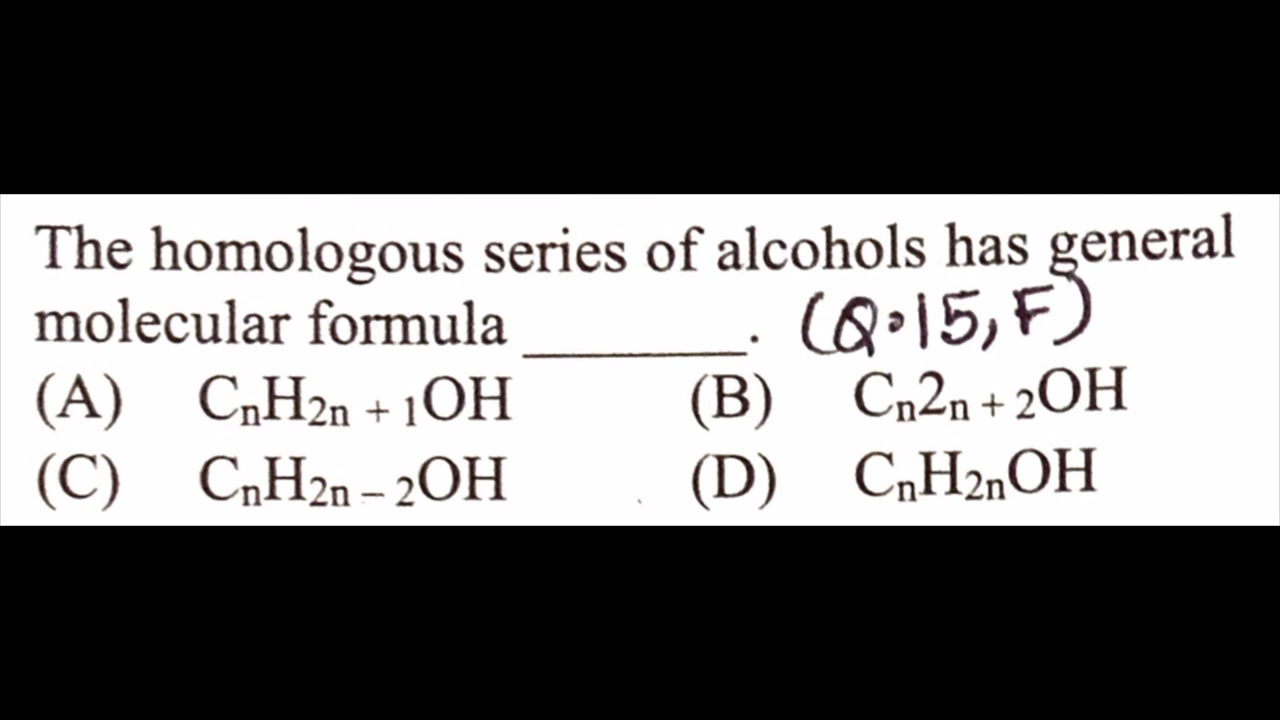 The homologous series of alcohols has general
molecular formula ________. (Q.15, F)
(A) CₙH₂ₙ ₊ ₁OH (B) Cₙ2ₙ ₊ ₂OH
(C) CₙH₂ₙ ₋ ₂OH (D) CₙH₂ₙOH